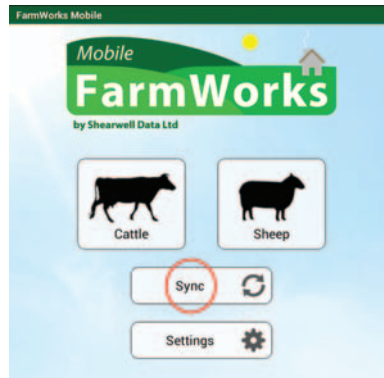 FarmWorks Mobile
Mobile
FarmWorks
by Shearwell Data Ltd
Cattle
Sheep
Sync
Settings